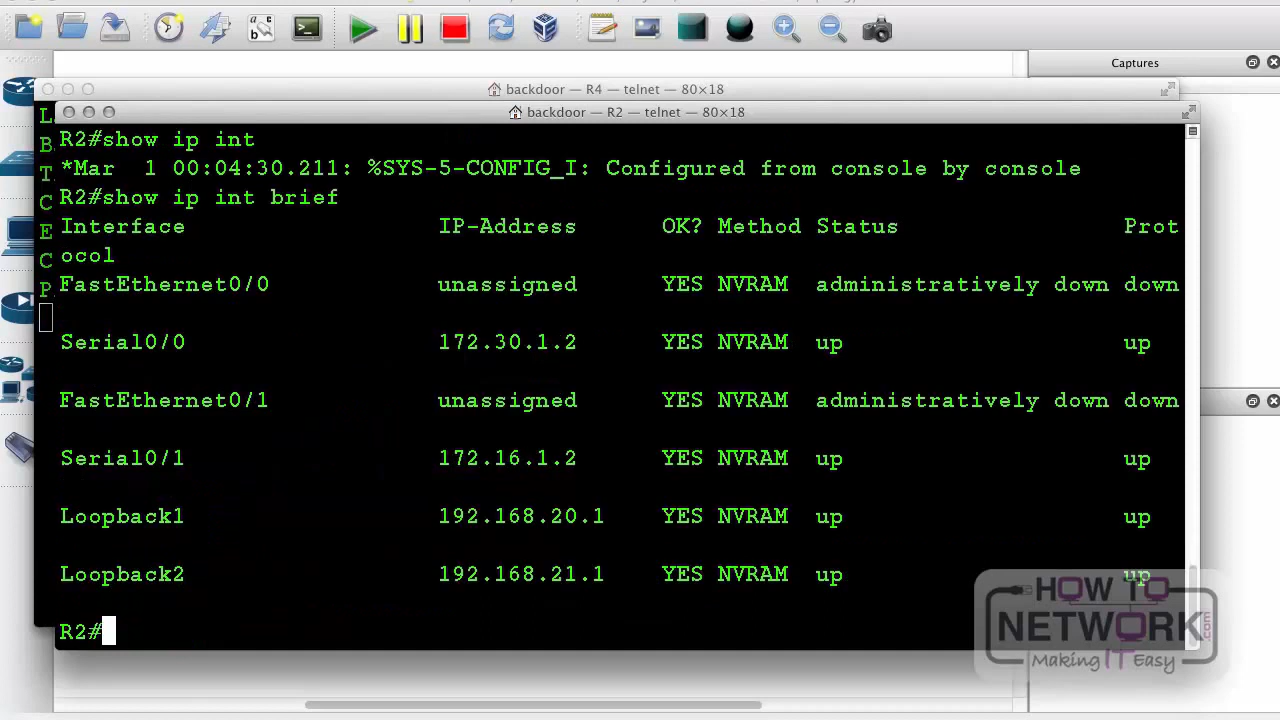 Captures
backdoor — R4 — telnet — 80×18
backdoor — R2 — telnet — 80×18
L
B
T
C
E
C
P
R2#show ip int
*Mar  1 00:04:30.211: %SYS-5-CONFIG_I: Configured from console by console
R2#show ip int brief
Interface IP-Address OK? Method Status Prot
ocol
FastEthernet0/0 unassigned YES NVRAM administratively down down
Serial0/0 172.30.1.2 YES NVRAM up up
FastEthernet0/1 unassigned YES NVRAM administratively down down
Serial0/1 172.16.1.2 YES NVRAM up up
Loopback1 192.168.20.1 YES NVRAM up up
Loopback2 192.168.21.1 YES NVRAM up up
R2#
HOW TO
NETWORK.com
Making IT Easy